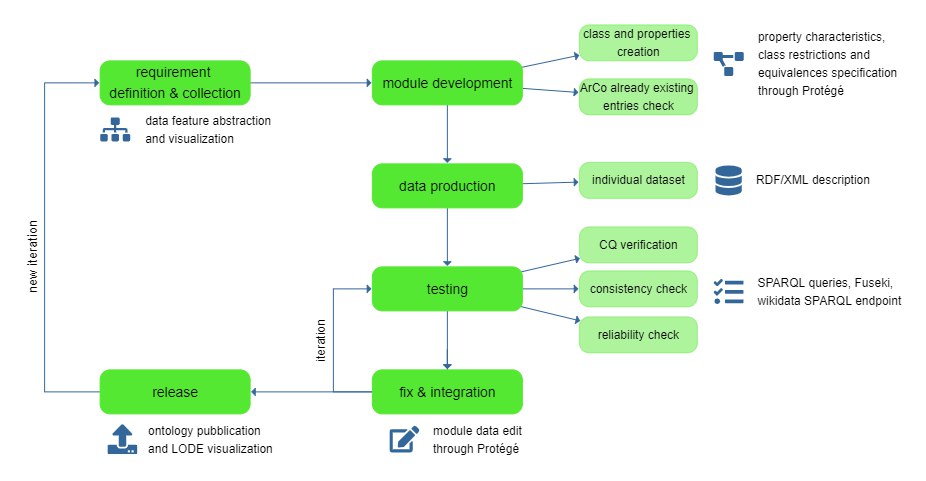 class and properties
creation
property characteristics,
class restrictions and
equivalences specification
through Protégé
requirement
definition & collection
module development
ArCo already existing
entries check
data feature abstraction
and visualization
data production
individual dataset
RDF/XML description
new iteration
CQ verification
testing
consistency check
SPARQL queries, Fuseki,
wikidata SPARQL endpoint
iteration
reliability check
release
fix & integration
ontology pubblication
and LODE visualization
module data edit
through Protégé